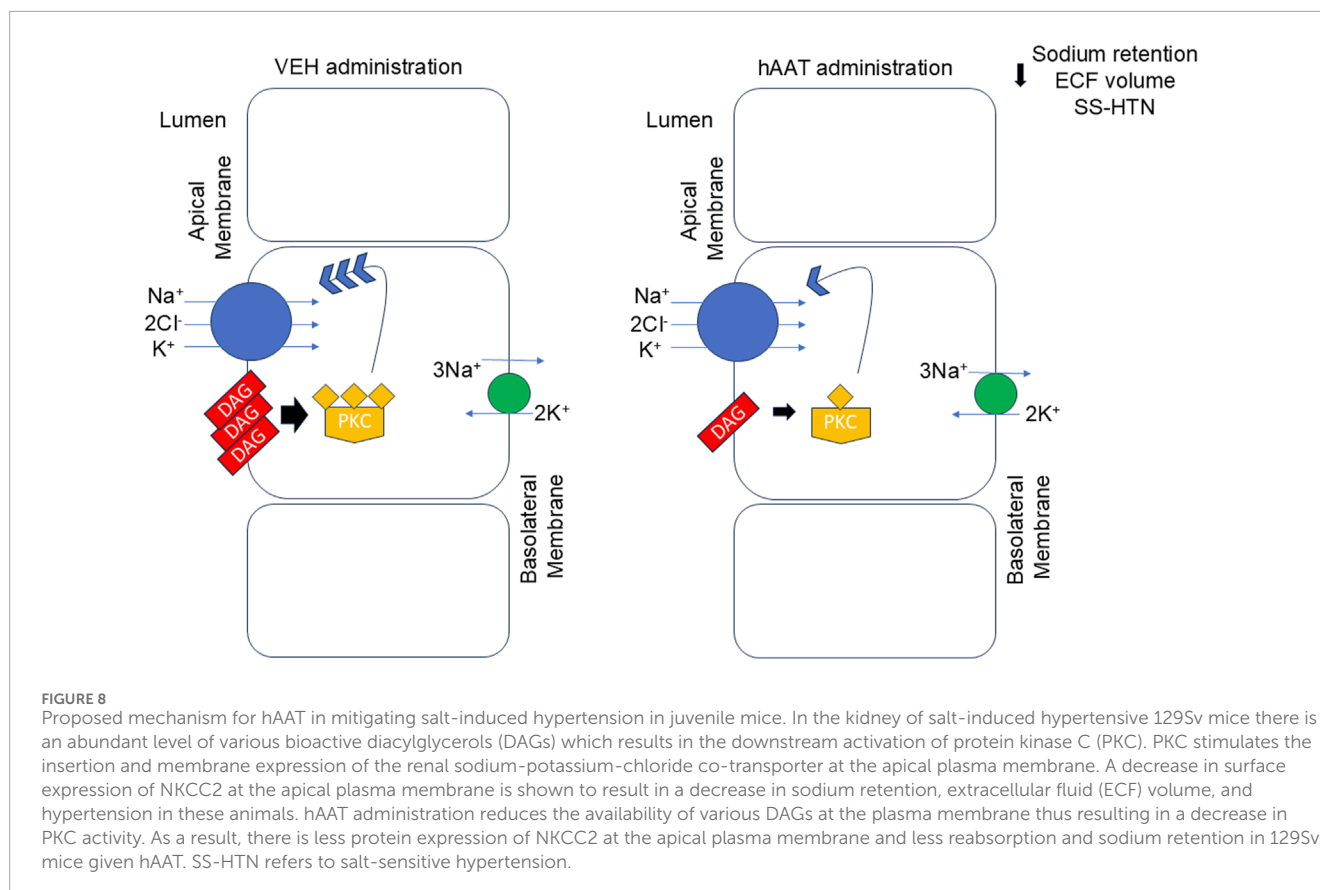 VEH administration
Lumen
Apical
Membrane
Na⁺
2Cl⁻
K⁺
DAG
DAG
DAG
PKC
3Na⁺
2K⁺
Basolateral
Membrane
hAAT administration
Sodium retention
ECF volume
SS-HTN
Lumen
Apical
Membrane
Na⁺
2Cl⁻
K⁺
DAG
PKC
3Na⁺
2K⁺
Basolateral
Membrane
FIGURE 8
Proposed mechanism for hAAT in mitigating salt-induced hypertension in juvenile mice. In the kidney of salt-induced hypertensive 129Sv mice there is
an abundant level of various bioactive diacylglycerols (DAGs) which results in the downstream activation of protein kinase C (PKC). PKC stimulates the
insertion and membrane expression of the renal sodium-potassium-chloride co-transporter at the apical plasma membrane. A decrease in surface
expression of NKCC2 at the apical plasma membrane is shown to result in a decrease in sodium retention, extracellular fluid (ECF) volume, and
hypertension in these animals. hAAT administration reduces the availability of various DAGs at the plasma membrane thus resulting in a decrease in
PKC activity. As a result, there is less protein expression of NKCC2 at the apical plasma membrane and less reabsorption and sodium retention in 129Sv
mice given hAAT. SS-HTN refers to salt-sensitive hypertension.